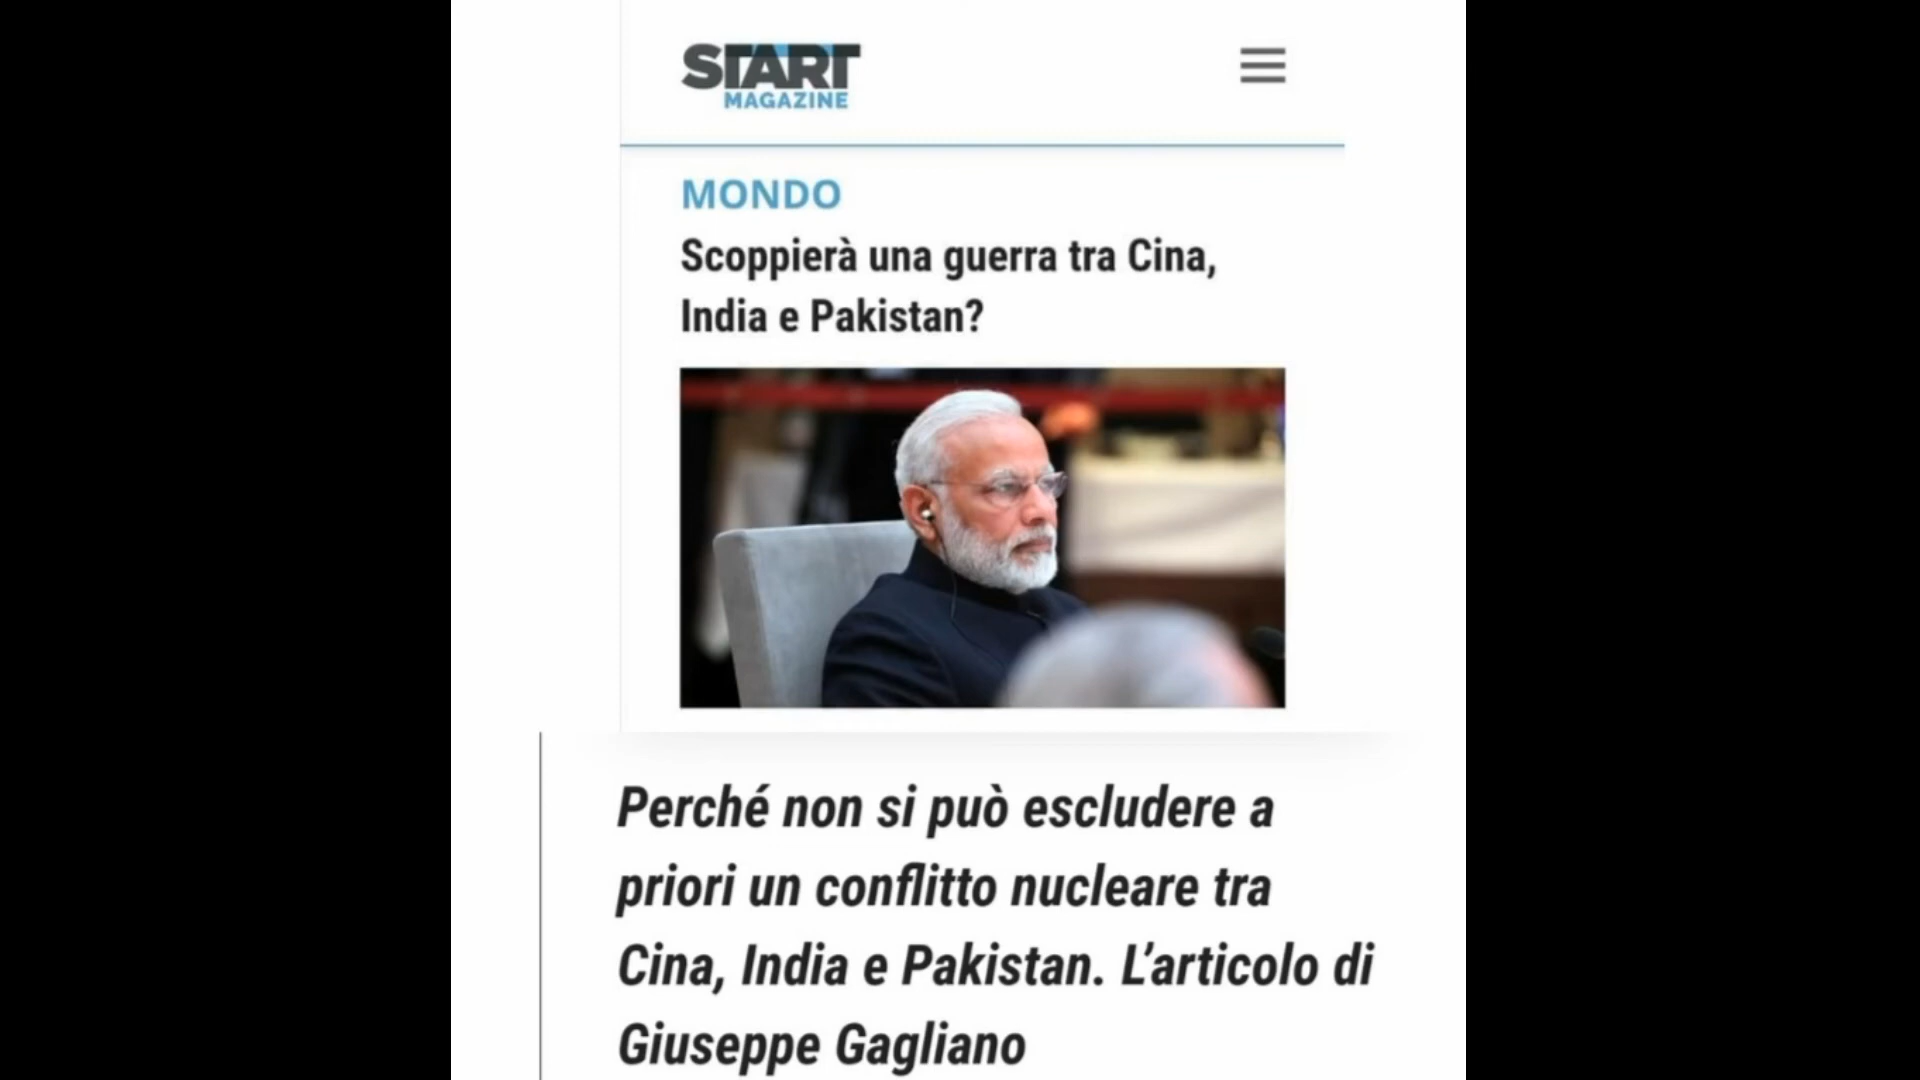 START
MAGAZINE
MONDO
Scoppierà una guerra tra Cina,
India e Pakistan?
Perché non si può escludere a
priori un conflitto nucleare tra
Cina, India e Pakistan. L’articolo di
Giuseppe Gagliano